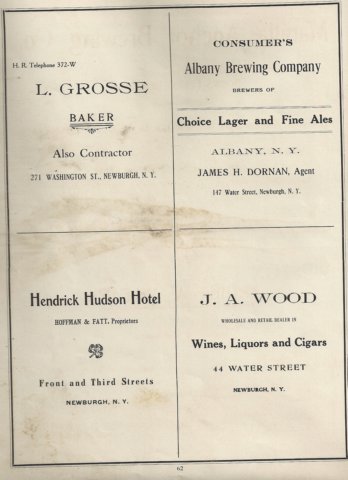 H. R. Telephone 372-W
L. GROSSE
BAKER
Also Contractor
271 WASHINGTON ST., NEWBURGH, N. Y.
CONSUMER'S
Albany Brewing Company
BREWERS OF
Choice Lager and Fine Ales
ALBANY, N. Y.
JAMES H. DORNAN, Agent
147 Water Street, Newburgh, N. Y.
Hendrick Hudson Hotel
HOFFMAN & FATT, Proprietors
Front and Third Streets
NEWBURGH, N. Y.
J. A. WOOD
WHOLESALE AND RETAIL DEALER IN
Wines, Liquors and Cigars
44 WATER STREET
NEWBURGH, N. Y.
62